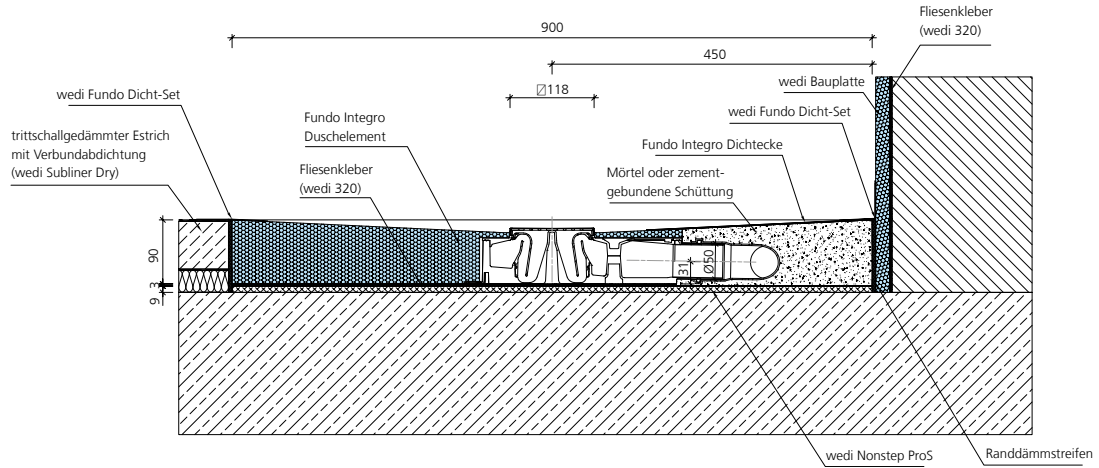 Fliesenkleber
(wedi 320)
900
450
wedi Bauplatte
wedi Fundo Dicht-Set
⌀118
wedi Fundo Dicht-Set
Fundo Integro
Duschelement
trittschallgedämmter Estrich
mit Verbundabdichtung
(wedi Subliner Dry)
Fundo Integro Dichtecke
Fliesenkleber
(wedi 320)
Mörtel oder zement-
gebundene Schüttung
90
3
9
31
Ø50
wedi Nonstep ProS
Randdämmstreifen